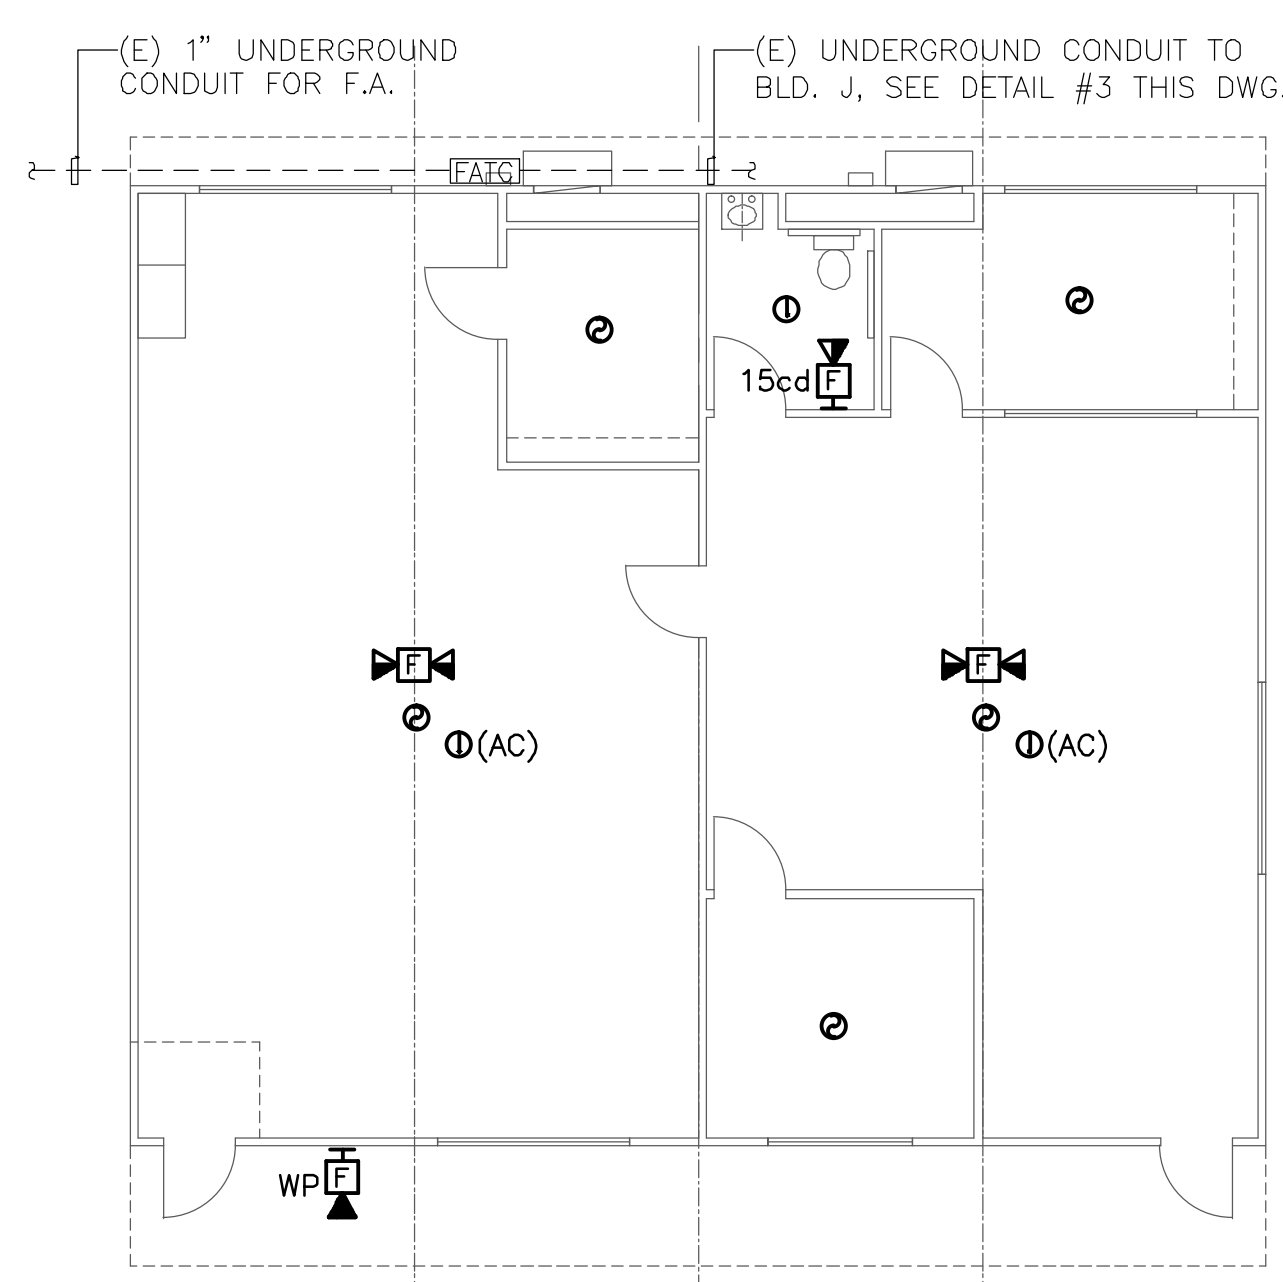 (E) 1” UNDERGROUND
CONDUIT FOR F.A.
(E) UNDERGROUND CONDUIT TO
BLD. J, SEE DETAIL #3 THIS DWG.
FATC
15cd F
F
(AC)
F
(AC)
WP F